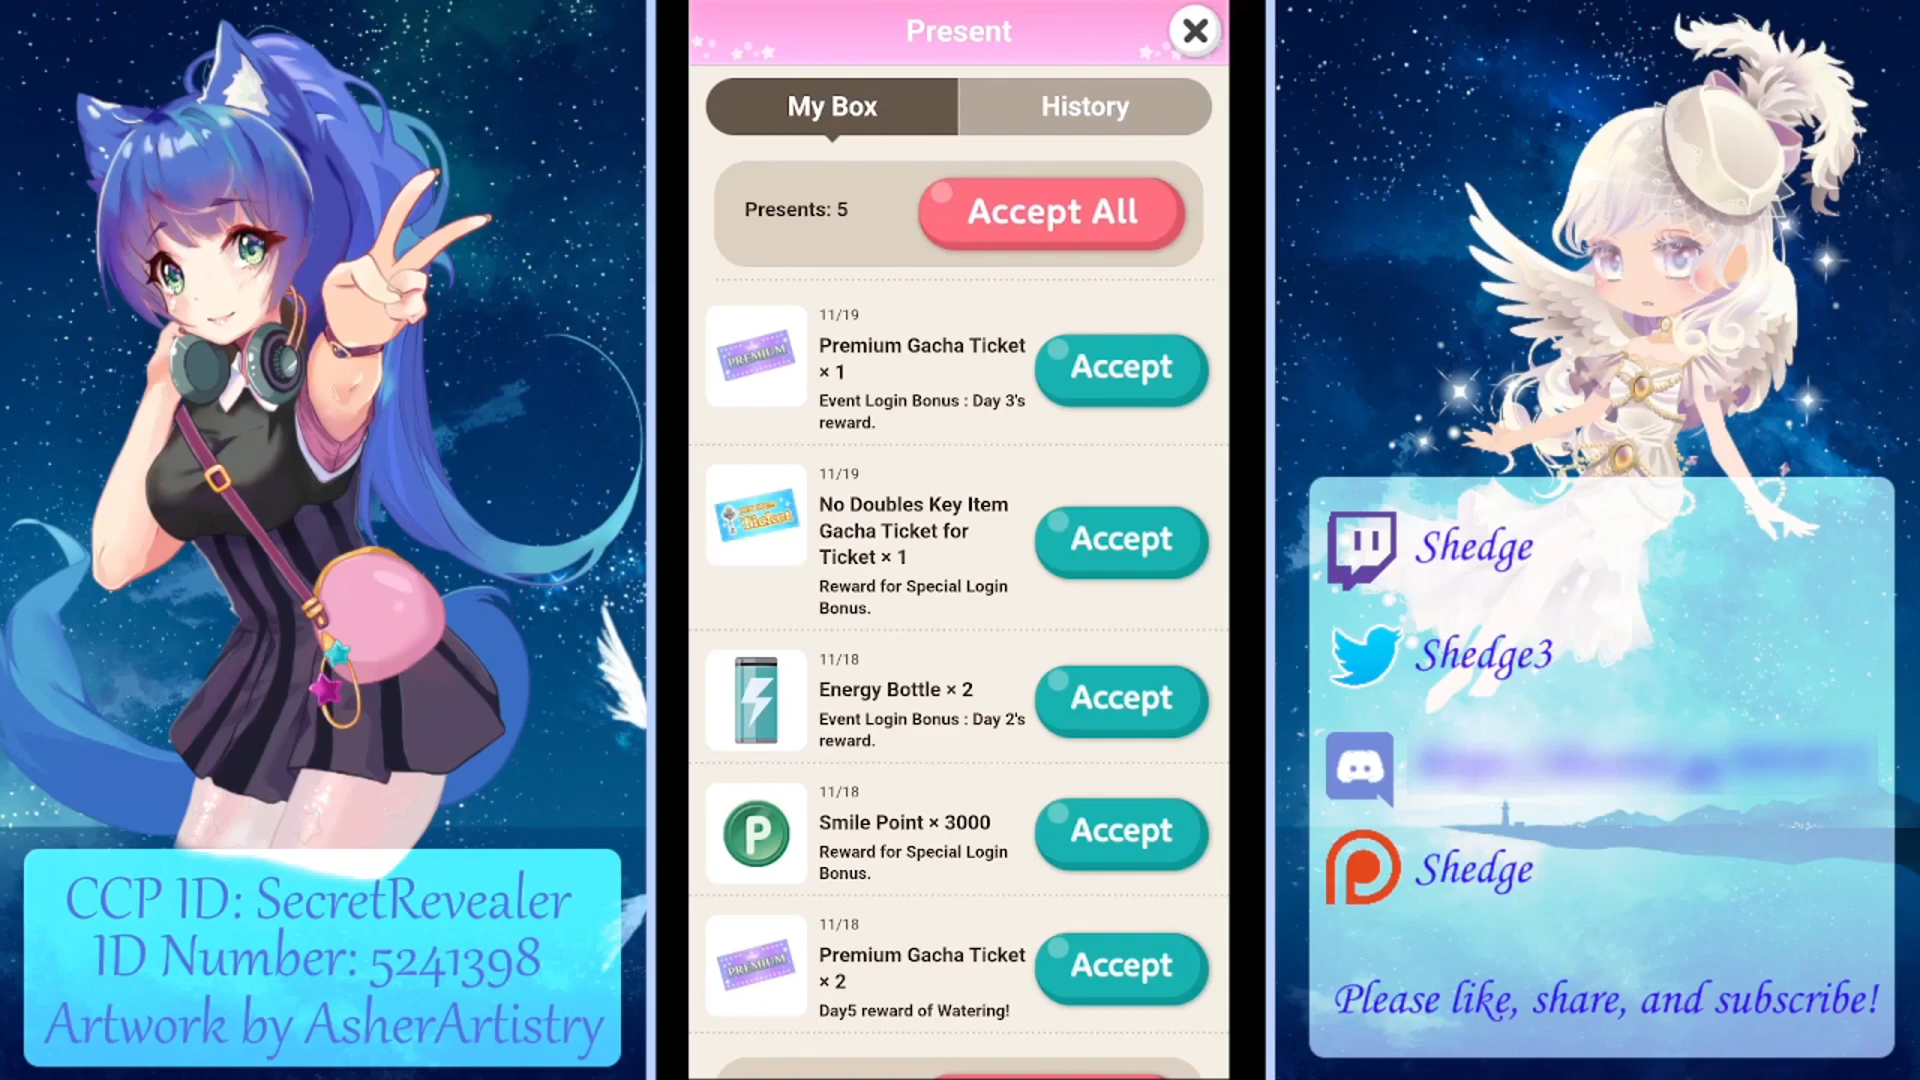 Present
My Box
History
Presents: 5
Accept All
11/19
Premium Gacha Ticket
× 1
Event Login Bonus : Day 3's
reward.
Accept
PREMIUM
11/19
No Doubles Key Item
Gacha Ticket for
Ticket × 1
Reward for Special Login
Bonus.
Accept
Ticket
11/18
Energy Bottle × 2
Event Login Bonus : Day 2's
reward.
Accept
11/18
Smile Point × 3000
Reward for Special Login
Bonus.
Accept
P
11/18
Premium Gacha Ticket
× 2
Day5 reward of Watering!
Accept
PREMIUM
CCP ID: SecretRevealer
ID Number: 5241398
Artwork by AsherArtistry
Shedge
Shedge3
Shedge
Please like, share, and subscribe!